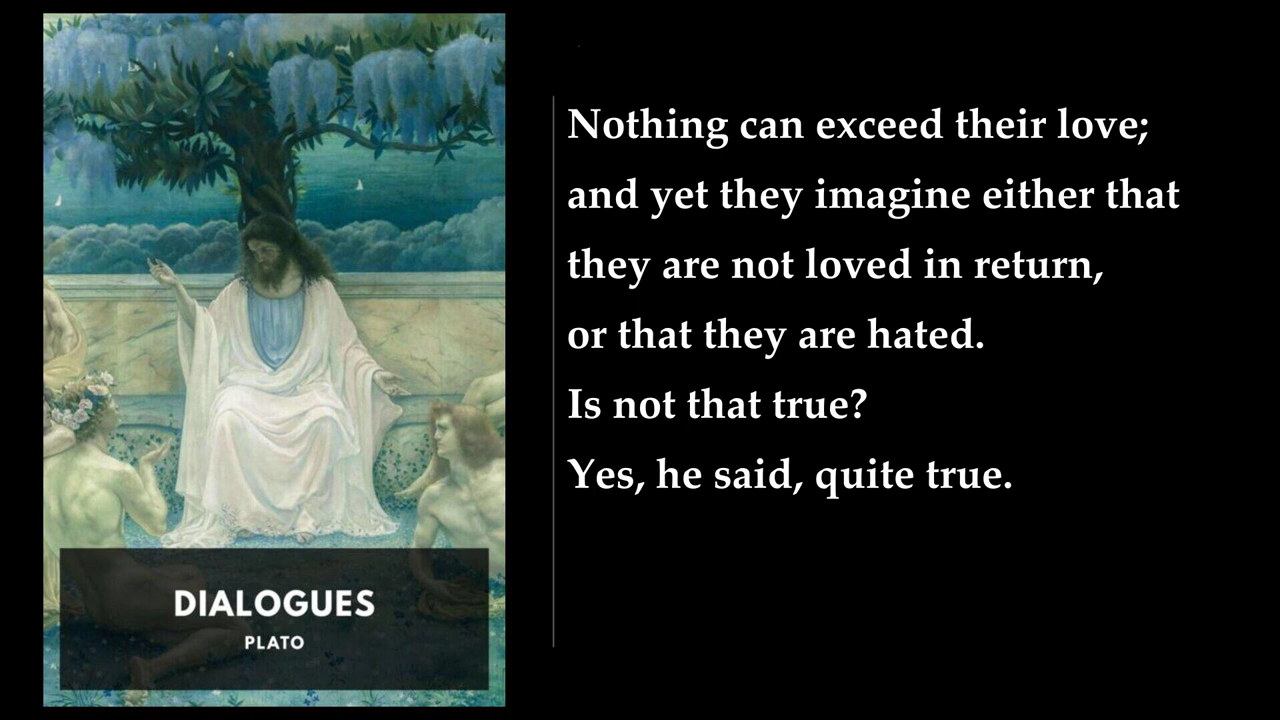 DIALOGUES
PLATO
Nothing can exceed their love;
and yet they imagine either that
they are not loved in return,
or that they are hated.
Is not that true?
Yes, he said, quite true.